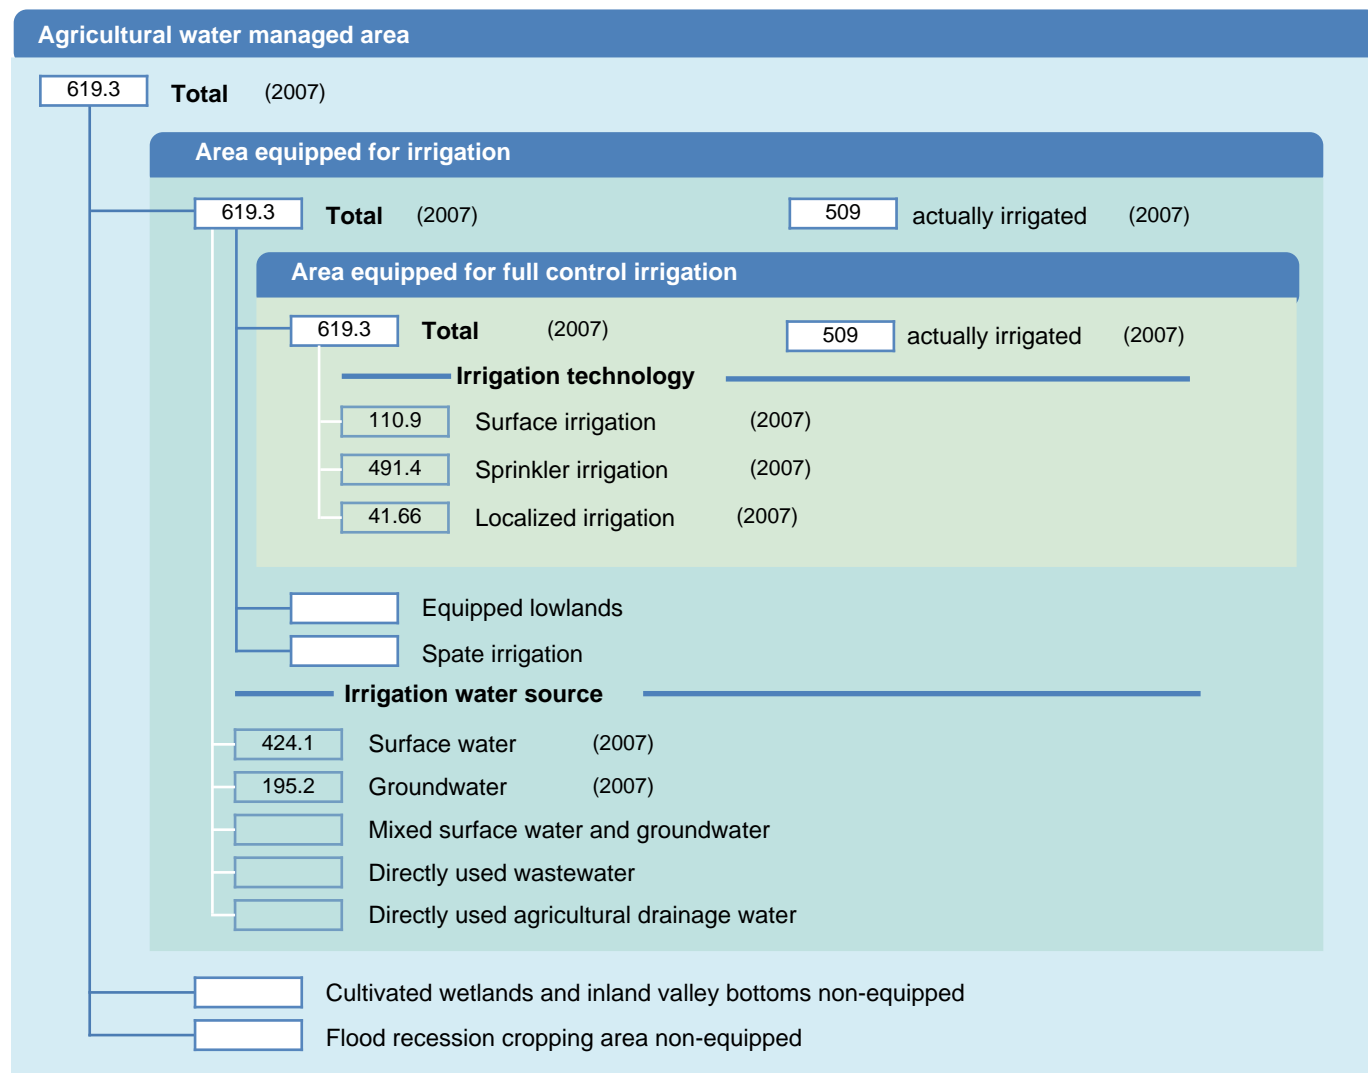 Agricultural water managed area
619.3 Total (2007)
Area equipped for irrigation
619.3 Total (2007) 509 actually irrigated (2007)
Area equipped for full control irrigation
619.3 Total (2007) 509 actually irrigated (2007)
Irrigation technology
110.9 Surface irrigation (2007)
491.4 Sprinkler irrigation (2007)
41.66 Localized irrigation (2007)
Equipped lowlands
Spate irrigation
Irrigation water source
424.1 Surface water (2007)
195.2 Groundwater (2007)
Mixed surface water and groundwater
Directly used wastewater
Directly used agricultural drainage water
Cultivated wetlands and inland valley bottoms non-equipped
Flood recession cropping area non-equipped